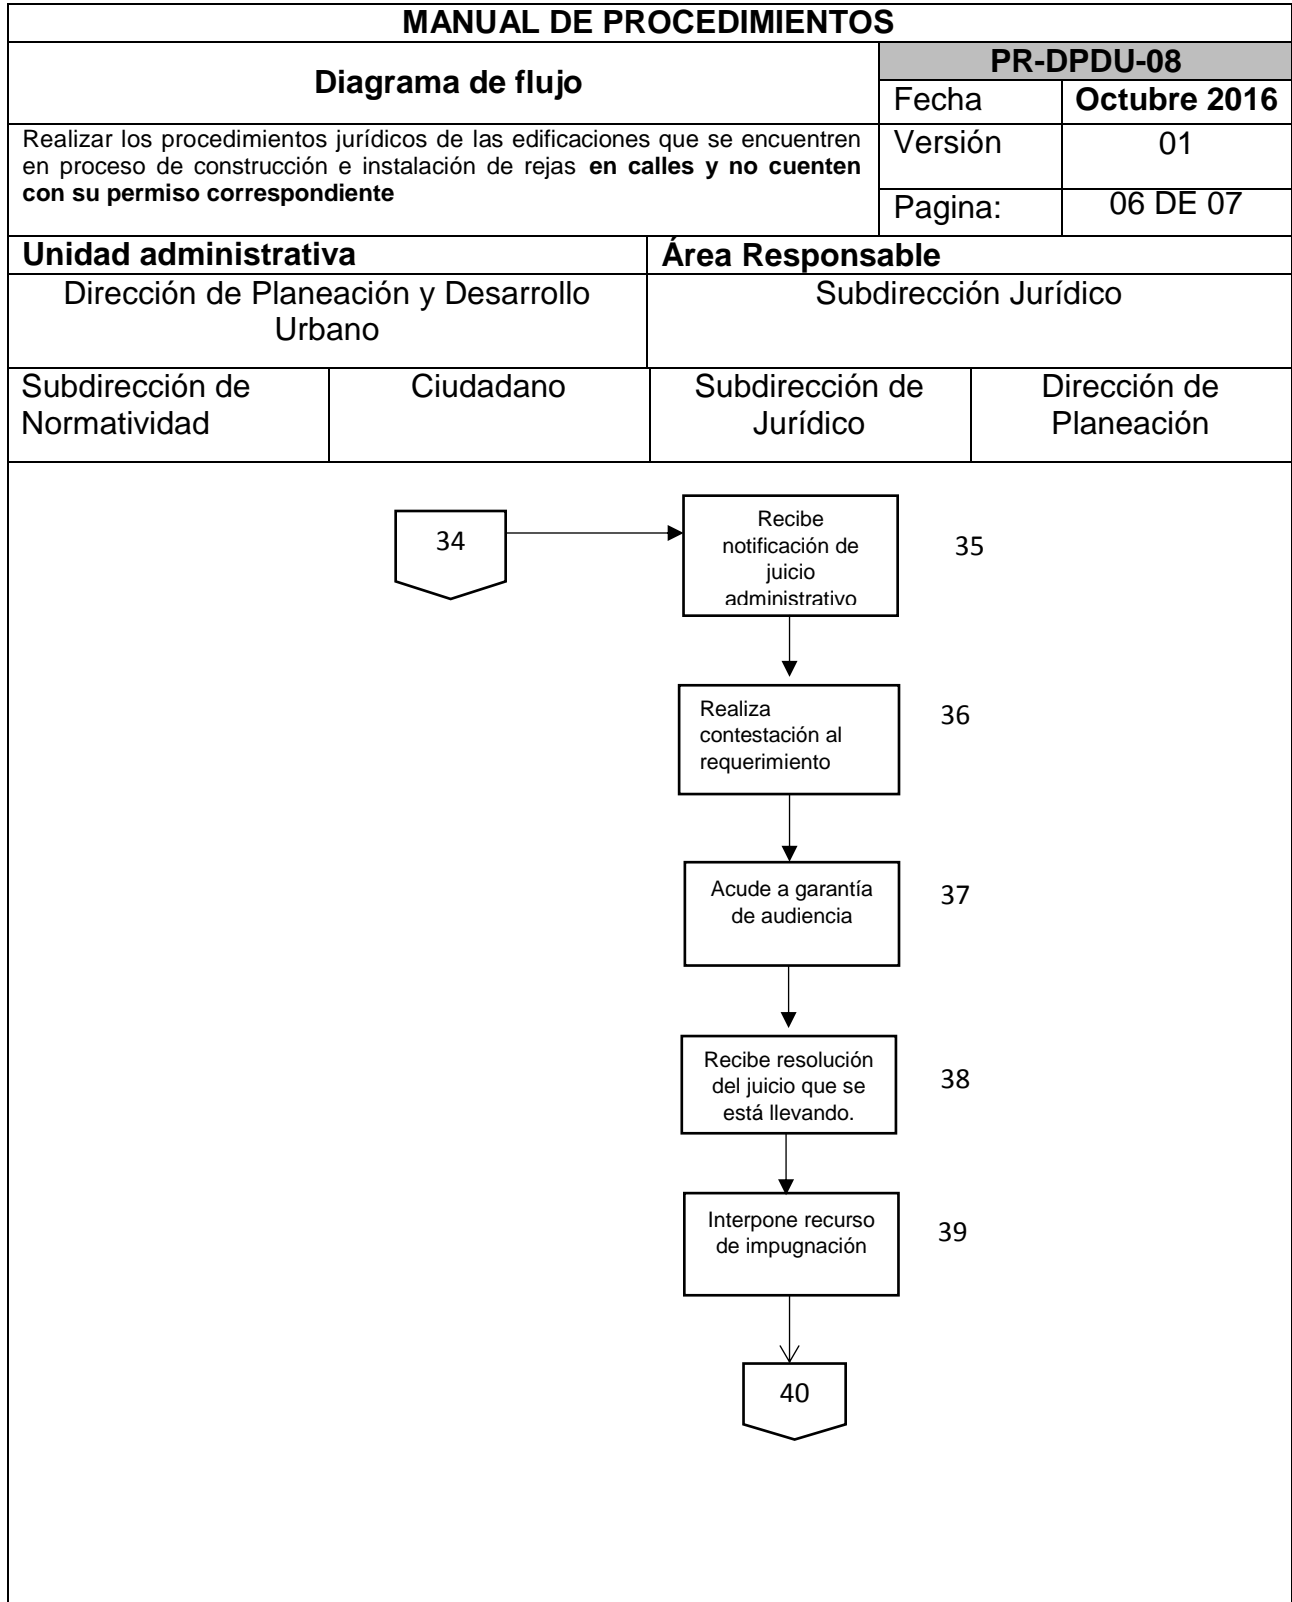 MANUAL DE PROCEDIMIENTOS
Diagrama de flujo
PR-DPDU-08
Fecha
Octubre 2016
Realizar los procedimientos jurídicos de las edificaciones que se encuentren
en proceso de construcción e instalación de rejas en calles y no cuenten
con su permiso correspondiente
Versión
01
Pagina:
06 DE 07
Unidad administrativa
Área Responsable
Dirección de Planeación y Desarrollo
Urbano
Subdirección Jurídico
Subdirección de
Normatividad
Ciudadano
Subdirección de
Jurídico
Dirección de
Planeación
34
Recibe
notificación de
juicio
administrativo
35
Realiza
contestación al
requerimiento
36
Acude a garantía
de audiencia
37
Recibe resolución
del juicio que se
está llevando.
38
Interpone recurso
de impugnación
39
40